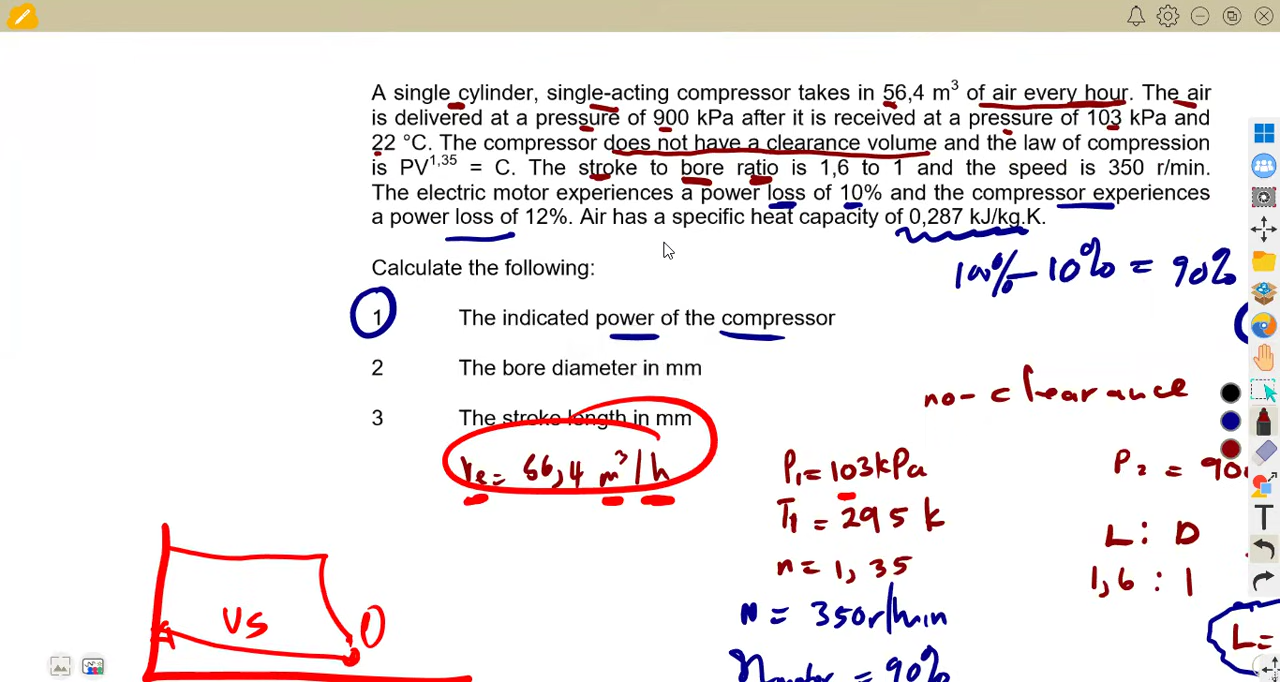 A single cylinder, single-acting compressor takes in 56,4 m³ of air every hour. The air
is delivered at a pressure of 900 kPa after it is received at a pressure of 103 kPa and
22 °C. The compressor does not have a clearance volume and the law of compression
is PV¹,³⁵ = C. The stroke to bore ratio is 1,6 to 1 and the speed is 350 r/min.
The electric motor experiences a power loss of 10% and the compressor experiences
a power loss of 12%. Air has a specific heat capacity of 0,287 kJ/kg.K.
100% - 10% = 90%
Calculate the following:
1 The indicated power of the compressor
2 The bore diameter in mm
no-clearance
3 The stroke length in mm
Ve = 56,4 m³/h
P₁ = 103 kPa
P₂ = 90
T₁ = 295 k
L : D
n = 1,35
1,6 : 1
N = 350r/min
L =
ηmotor = 90%
Vs
1
T